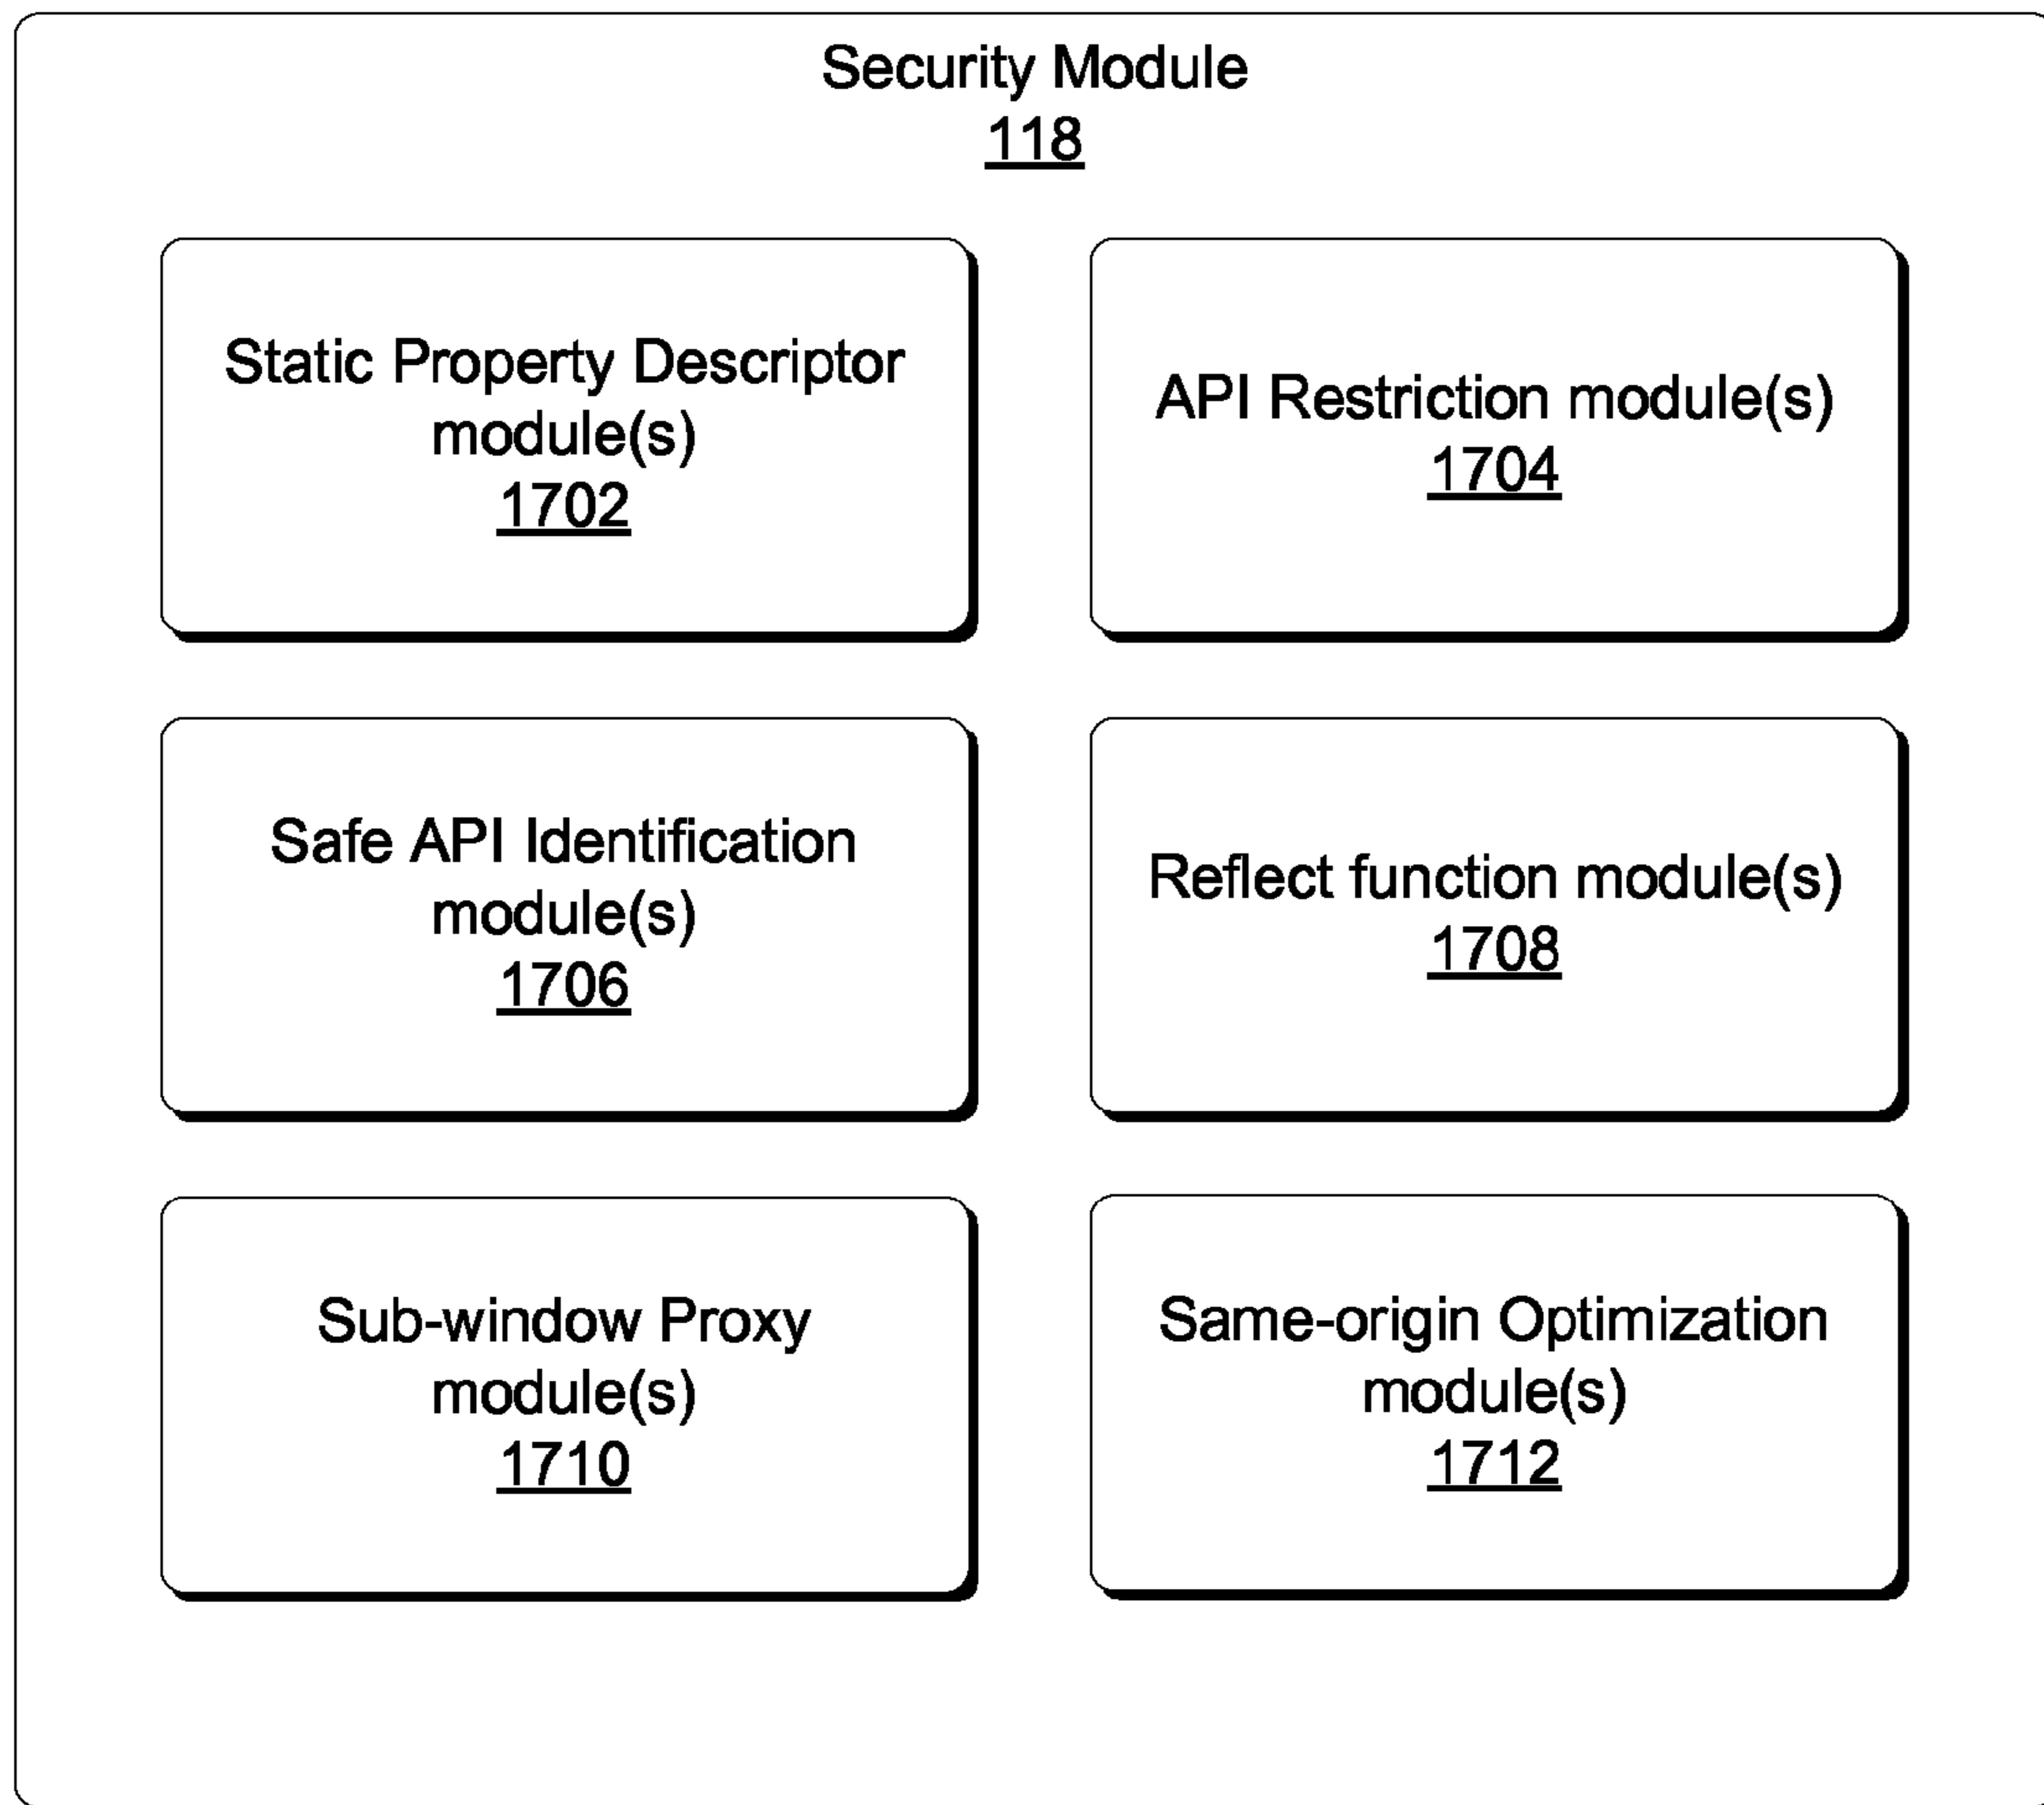 Security Module
118
Static Property Descriptor
module(s)
1702
API Restriction module(s)
1704
Safe API Identification
module(s)
1706
Reflect function module(s)
1708
Sub-window Proxy
module(s)
1710
Same-origin Optimization
module(s)
1712